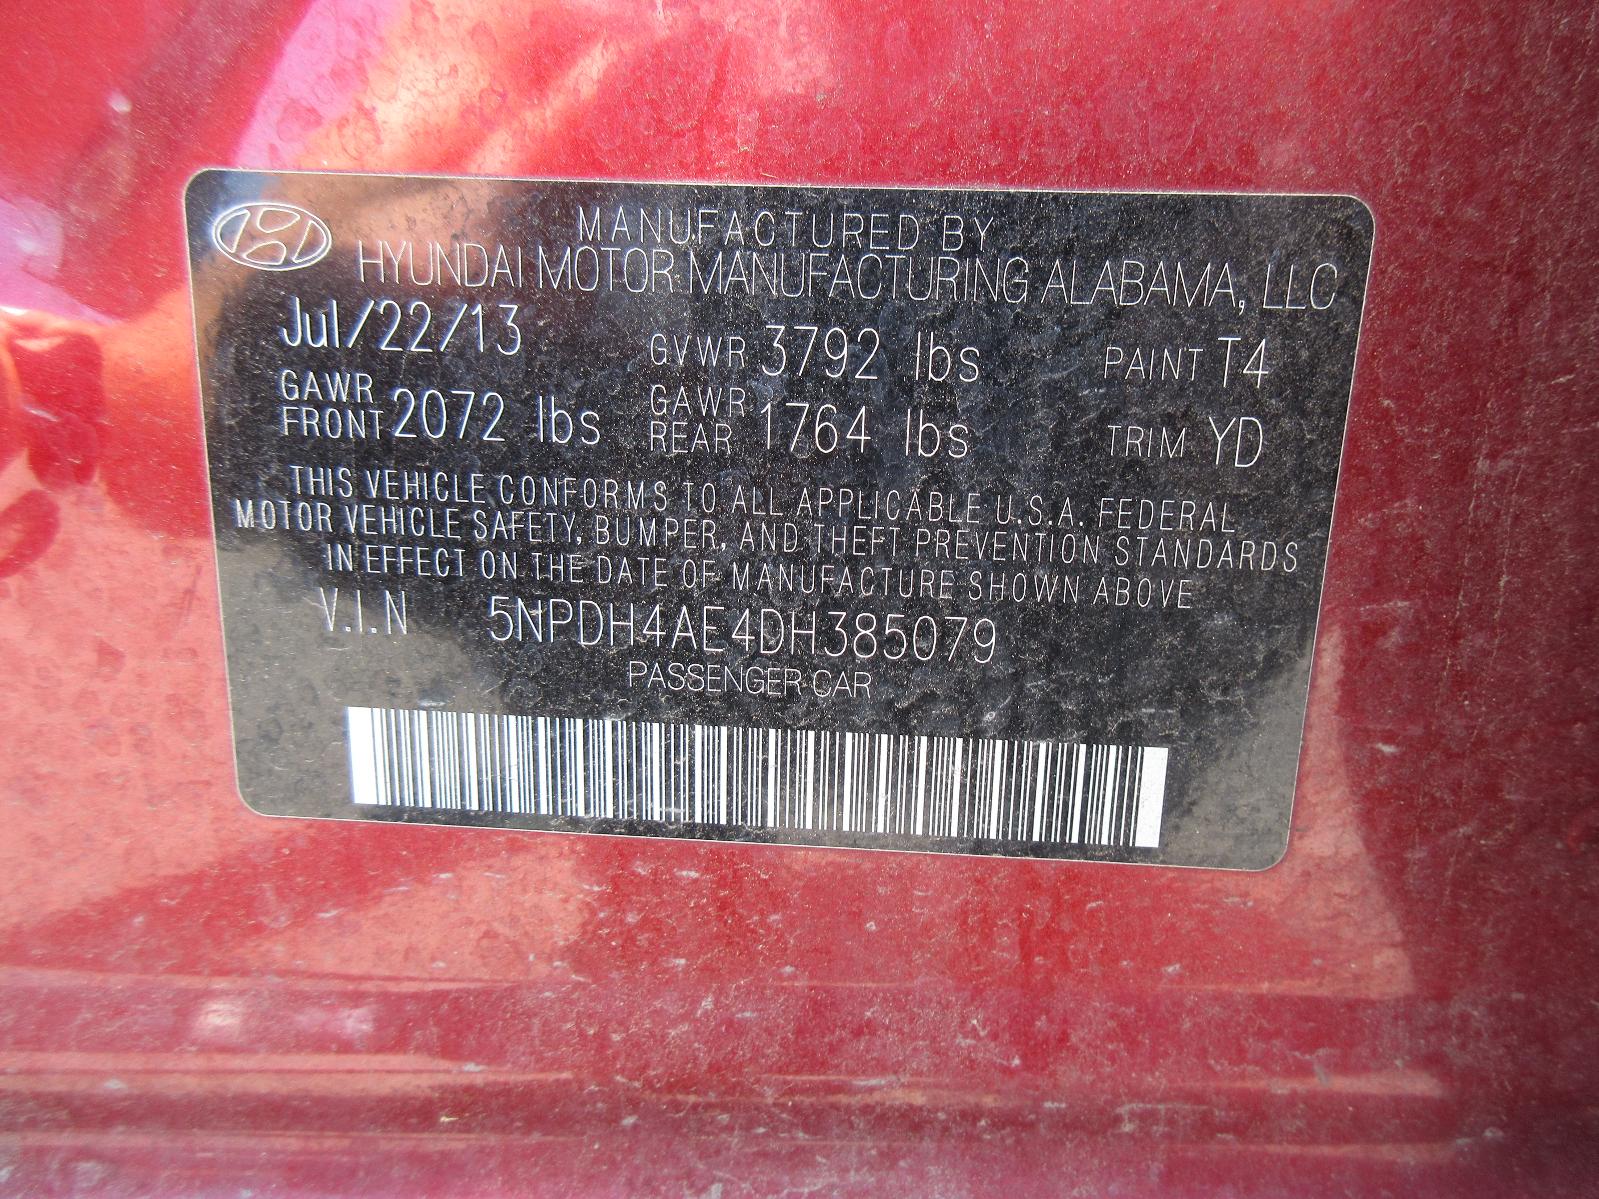 MANUFACTURED BY
HYUNDAI MOTOR MANUFACTURING ALABAMA, LLC
Jul/22/13 GVWR 3792 lbs PAINT T4
GAWR FRONT 2072 lbs GAWR REAR 1764 lbs TRIM YD
THIS VEHICLE CONFORMS TO ALL APPLICABLE U.S.A. FEDERAL
MOTOR VEHICLE SAFETY, BUMPER, AND THEFT PREVENTION STANDARDS
IN EFFECT ON THE DATE OF MANUFACTURE SHOWN ABOVE
V.I.N 5NPDH4AE4DH385079
PASSENGER CAR